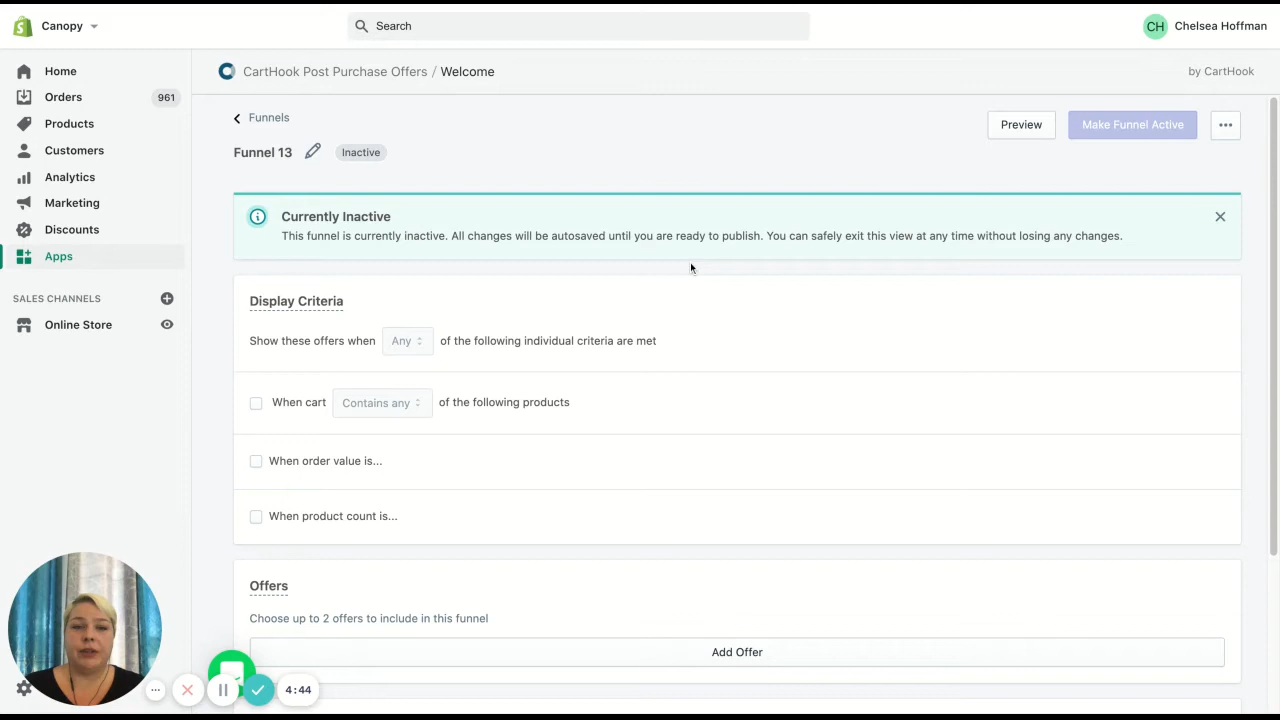 Canopy
Search
CH Chelsea Hoffman
Home
Orders 961
Products
Customers
Analytics
Marketing
Discounts
Apps
SALES CHANNELS
Online Store
CartHook Post Purchase Offers / Welcome
by CartHook
Funnels
Preview
Make Funnel Active
Funnel 13
Inactive
Currently Inactive
This funnel is currently inactive. All changes will be autosaved until you are ready to publish. You can safely exit this view at any time without losing any changes.
Display Criteria
Show these offers when Any of the following individual criteria are met
When cart Contains any of the following products
When order value is...
When product count is...
Offers
Choose up to 2 offers to include in this funnel
Add Offer
4:44